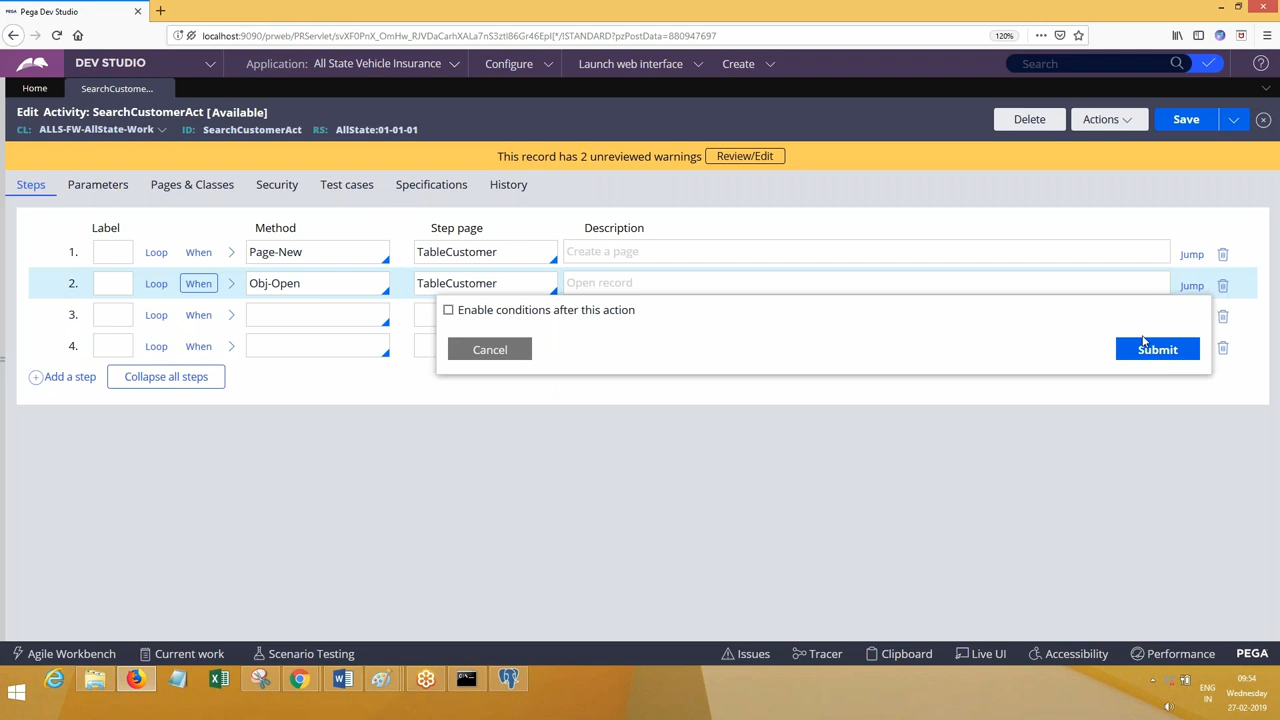 Pega Dev Studio
localhost:9090/prweb/PRServlet/svXF0PnX_OmHw_RJVDaCarhXALa7nS3ztI86Gr46EpI[*/!STANDARD?pzPostData=880947697
120%
DEV STUDIO
Application: All State Vehicle Insurance
Configure
Launch web interface
Create
Search
Home
SearchCustome...
Edit Activity: SearchCustomerAct [Available]
CL: ALLS-FW-AllState-Work ID: SearchCustomerAct RS: AllState:01-01-01
Delete
Actions
Save
This record has 2 unreviewed warnings Review/Edit
Steps Parameters Pages & Classes Security Test cases Specifications History
Label Method Step page Description
1. Loop When Page-New TableCustomer Create a page Jump
2. Loop When Obj-Open TableCustomer Open record Jump
Enable conditions after this action
3. Loop When
4. Loop When
Cancel Submit
Add a step Collapse all steps
Agile Workbench Current work Scenario Testing Issues Tracer Clipboard Live UI Accessibility Performance PEGA
ENG
IN
09:54
Wednesday
27-02-2019